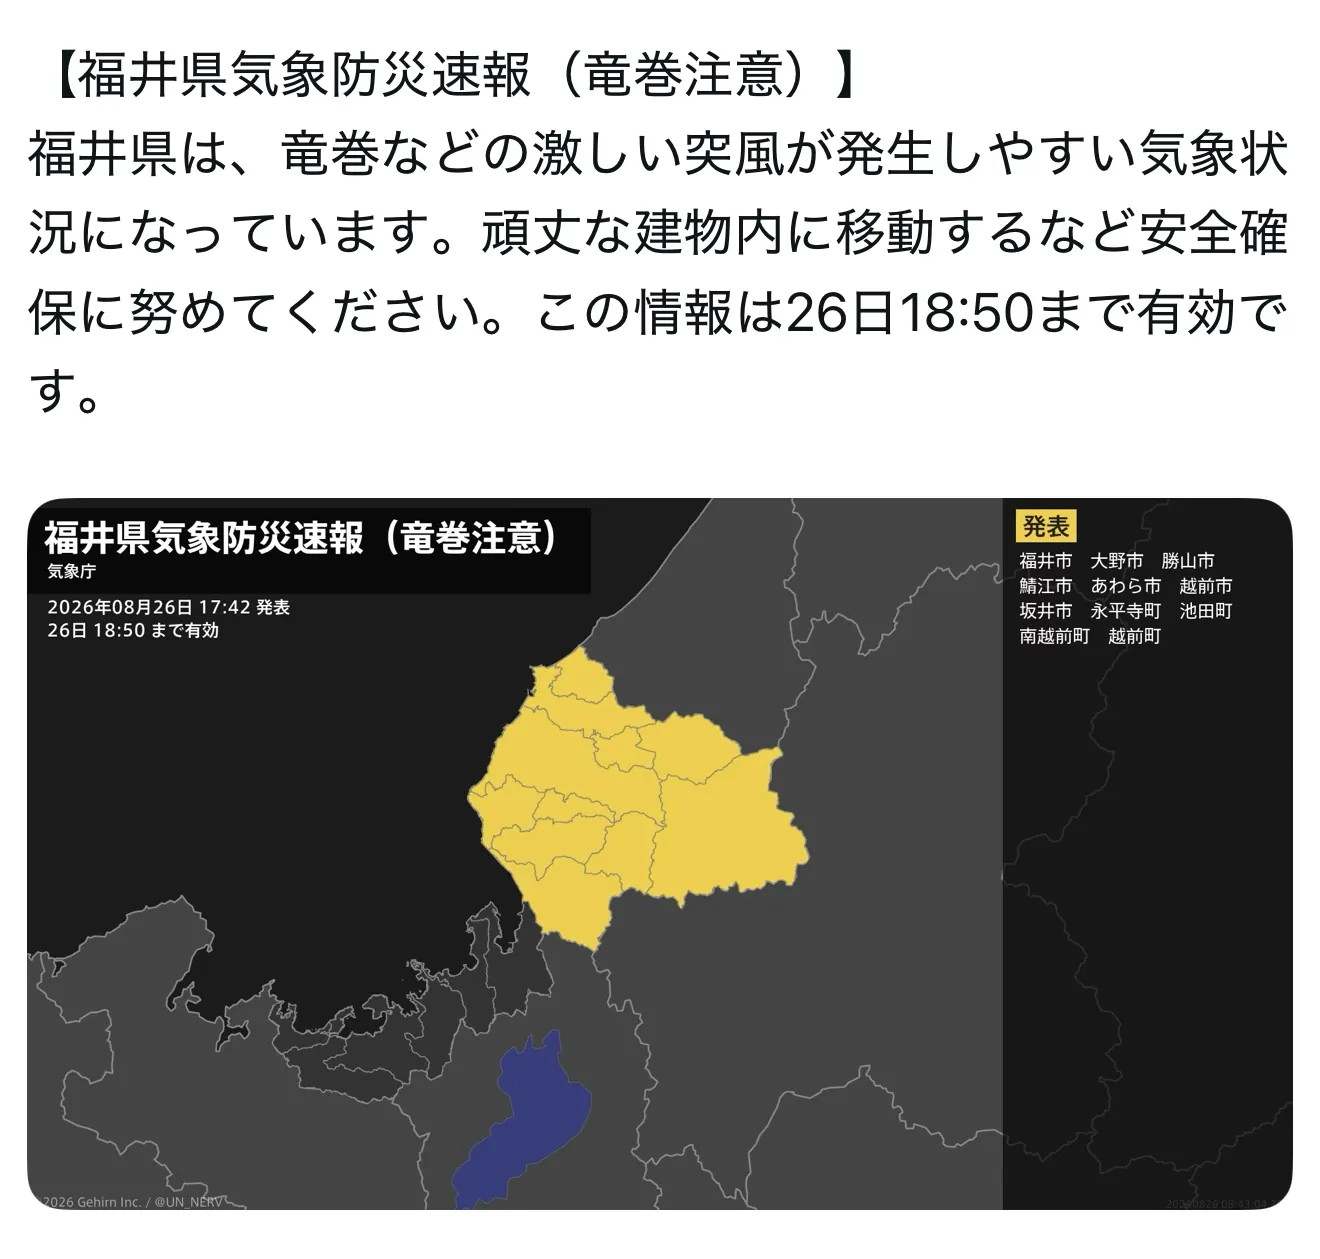 【福井県気象防災速報（竜巻注意）】
福井県は、竜巻などの激しい突風が発生しやすい気象状
況になっています。頑丈な建物内に移動するなど安全確
保に努めてください。この情報は26日18:50まで有効で
す。
福井県気象防災速報（竜巻注意）
気象庁
2026年08月26日 17:42 発表
26日 18:50 まで有効
発表
福井市 大野市 勝山市
鯖江市 あわら市 越前市
坂井市 永平寺町 池田町
南越前町 越前町
2026 Gehirn Inc. / @UN_NERV